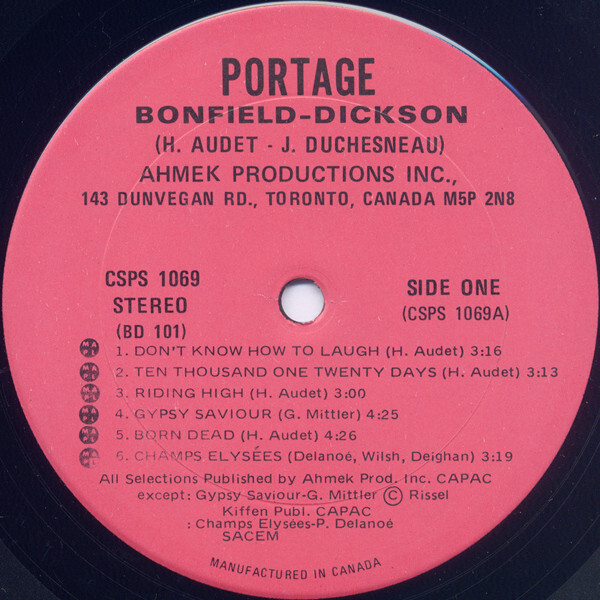 PORTAGE
BONFIELD-DICKSON
(H. AUDET - J. DUCHESNEAU)
AHMEK PRODUCTIONS INC.,
143 DUNVEGAN RD., TORONTO, CANADA M5P 2N8
CSPS 1069
STEREO
(BD 101)
SIDE ONE
(CSPS 1069A)
1. DON'T KNOW HOW TO LAUGH (H. Audet) 3:16
2. TEN THOUSAND ONE TWENTY DAYS (H. Audet) 3:13
3. RIDING HIGH (H. Audet) 3:00
4. GYPSY SAVIOUR (G. Mittler) 4:25
5. BORN DEAD (H. Audet) 4:26
6. CHAMPS ELYSÉES (Delanoé, Wilsh, Deighan) 3:19
All Selections Published by Ahmek Prod. Inc. CAPAC
except: Gypsy Saviour-G. Mittler © Rissel
Kiffen Publ. CAPAC
: Champs Elysées-P. Delanoé
SACEM
MANUFACTURED IN CANADA